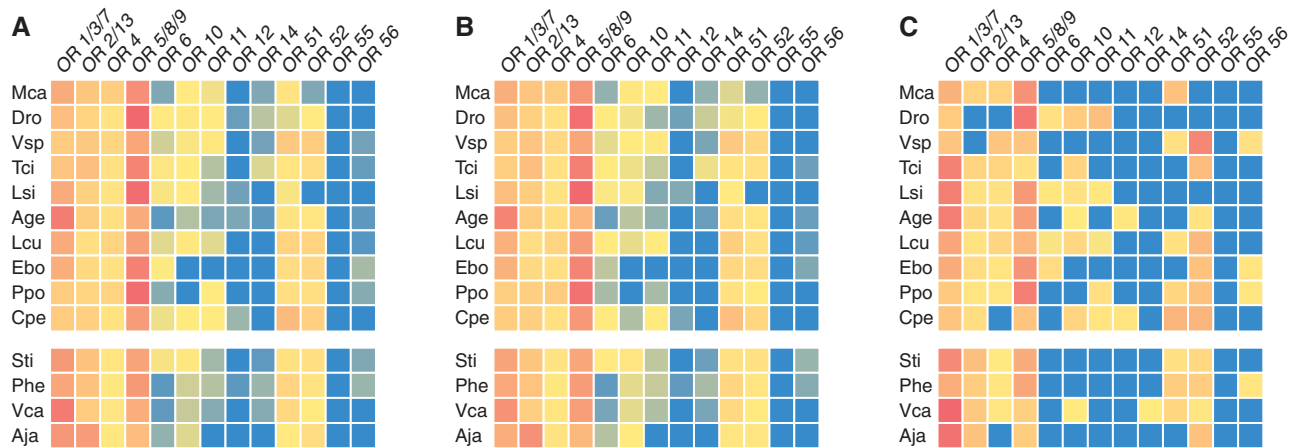 A
OR 1/3/7
OR 2/13
OR 4
OR 5/8/9
OR 6
OR 10
OR 11
OR 12
OR 14
OR 51
OR 52
OR 55
OR 56
Mca
Dro
Vsp
Tci
Lsi
Age
Lcu
Ebo
Ppo
Cpe
Sti
Phe
Vca
Aja
B
OR 1/3/7
OR 2/13
OR 4
OR 5/8/9
OR 6
OR 10
OR 11
OR 12
OR 14
OR 51
OR 52
OR 55
OR 56
Mca
Dro
Vsp
Tci
Lsi
Age
Lcu
Ebo
Ppo
Cpe
Sti
Phe
Vca
Aja
C
OR 1/3/7
OR 2/13
OR 4
OR 5/8/9
OR 6
OR 10
OR 11
OR 12
OR 14
OR 51
OR 52
OR 55
OR 56
Mca
Dro
Vsp
Tci
Lsi
Age
Lcu
Ebo
Ppo
Cpe
Sti
Phe
Vca
Aja